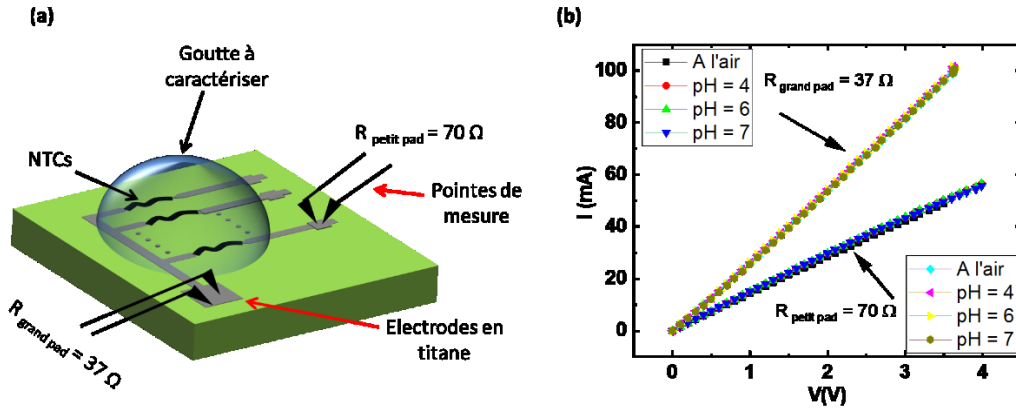 (a)
Goutte à
caractériser
NTCs
R petit pad = 70 Ω
Pointes de
mesure
R grand pad = 37 Ω
Electrodes en
titane
(b)
100
80
60
40
20
0
I (mA)
A l'air
pH = 4
pH = 6
pH = 7
R grand pad = 37 Ω
R petit pad = 70 Ω
A l'air
pH = 4
pH = 6
pH = 7
0 1 2 3 4
V(V)